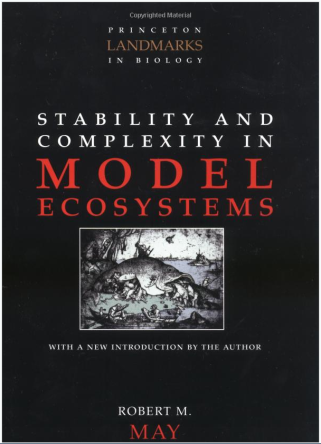 Copyrighted Material
PRINCETON
LANDMARKS
IN BIOLOGY
STABILITY AND
COMPLEXITY IN
MODEL
ECOSYSTEMS
WITH A NEW INTRODUCTION BY THE AUTHOR
ROBERT M.
MAY